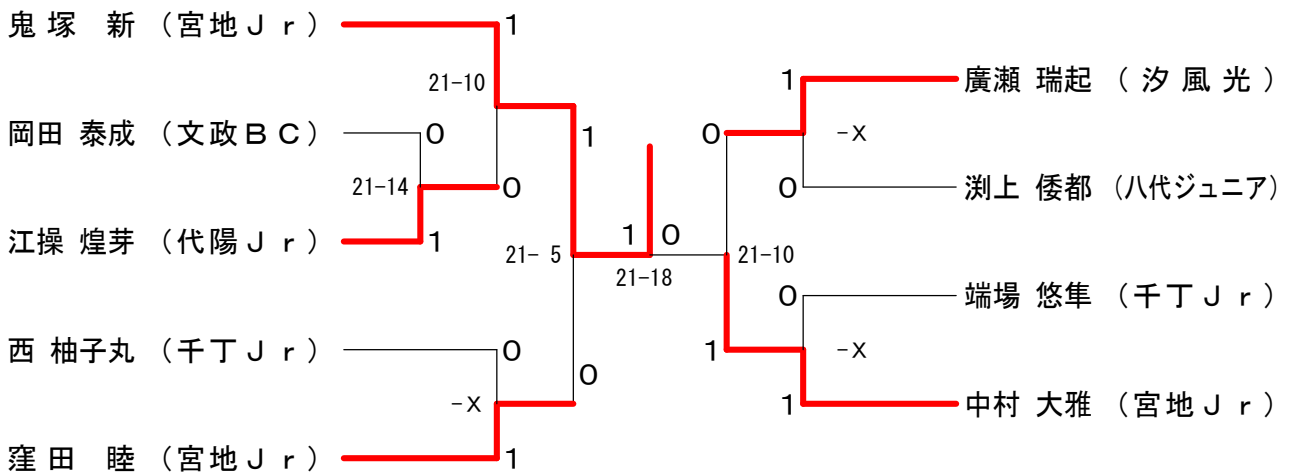 鬼塚 新 （宮地Ｊｒ）
1
21-10
岡田 泰成 （文政ＢＣ）
0
21-14
0
江操 煌芽 （代陽Ｊｒ）
1
1
21- 5
西 柚子丸 （千丁Ｊｒ）
0
-X
0
窪田 睦 （宮地Ｊｒ）
1
1 0
21-18
1
廣瀬 瑞起 （汐風光）
0
-X
0
渕上 倭都 （八代ジュニア）
21-10
0
端場 悠隼 （千丁Ｊｒ）
1
-X
1
中村 大雅 （宮地Ｊｒ）